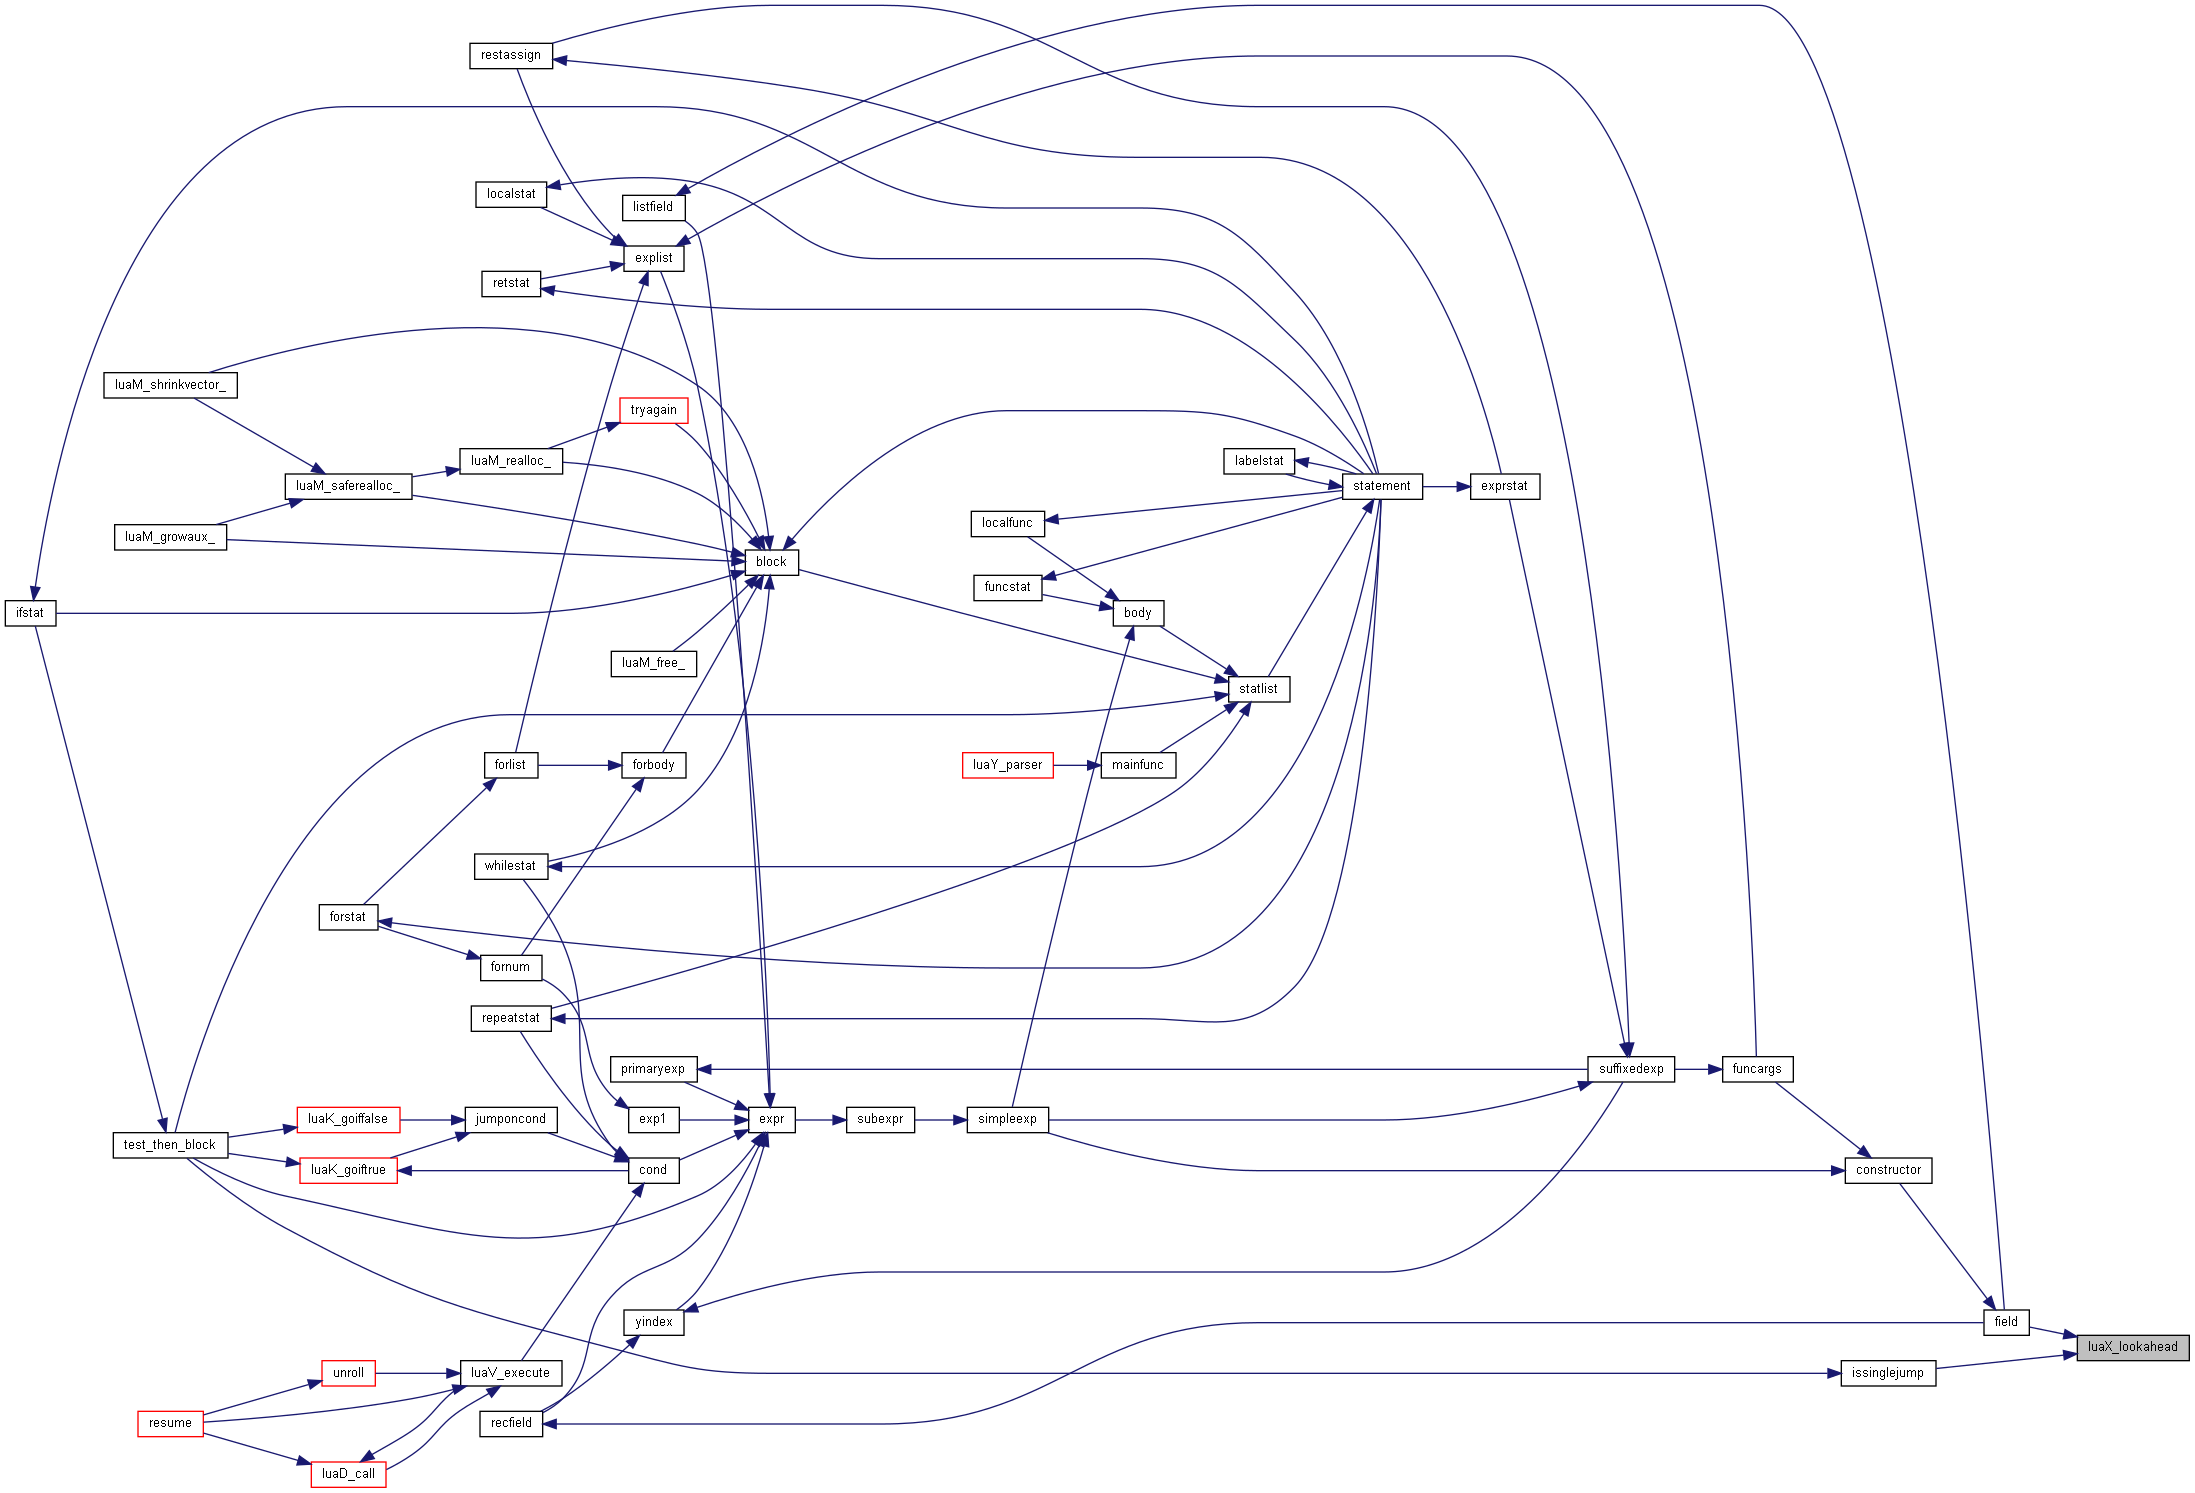 restassign
localstat
listfield
explist
retstat
luaM_shrinkvector_
tryagain
luaM_realloc_
labelstat
luaM_saferealloc_
statement
exprstat
localfunc
luaM_growaux_
block
funcstat
ifstat
body
luaM_free_
statlist
forlist
forbody
luaY_parser
mainfunc
whilestat
forstat
fornum
repeatstat
primaryexp
suffixedexp
funcargs
luaK_goiffalse
jumponcond
exp1
expr
subexpr
simpleexp
test_then_block
luaK_goiftrue
cond
constructor
yindex
field
luaX_lookahead
unroll
luaV_execute
issinglejump
resume
recfield
luaD_call